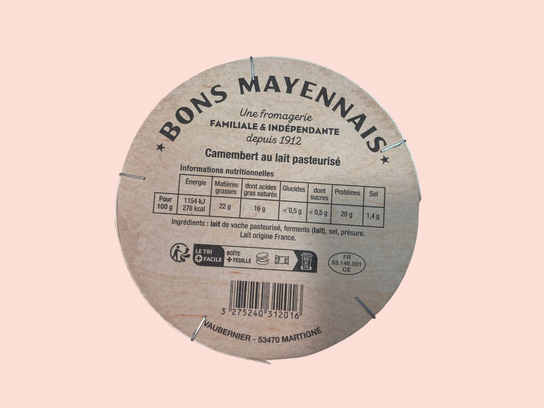 ★ BONS MAYENNAIS ★
Une fromagerie
FAMILIALE & INDÉPENDANTE
depuis 1912
Camembert au lait pasteurisé
Informations nutritionnelles
Énergie Matières grasses dont acides gras saturés Glucides dont sucres Protéines Sel
Pour 100 g 1154 kJ 278 kcal 22 g 16 g < 0,5 g < 0,5 g 20 g 1,4 g
Ingrédients : lait de vache pasteurisé, ferments (lait), sel, présure.
Lait origine France.
LE TRI + FACILE BOÎTE + FEUILLE
FR 53.146.001 CE
3 275240 312016
VAUBERNIER - 53470 MARTIGNÉ